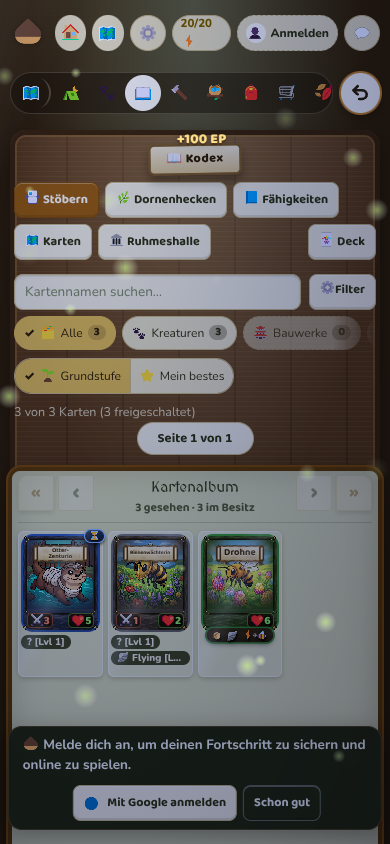 20/20
Anmelden
+100 EP
Kodex
Stöbern
Dornenhecken
Fähigkeiten
Karten
Ruhmeshalle
Deck
Kartennamen suchen...
Filter
Alle 3
Kreaturen 3
Bauwerke 0
Grundstufe
Mein bestes
3 von 3 Karten (3 freigeschaltet)
Seite 1 von 1
« ‹ Kartenalbum › »
3 gesehen · 3 im Besitz
Otter-
Zenturio
Bienenwächterin
Drohne
3 5
1 2
6
? [Lvl 1]
? [Lvl 1]
Flying [L...
Melde dich an, um deinen Fortschritt zu sichern und
online zu spielen.
Mit Google anmelden
Schon gut